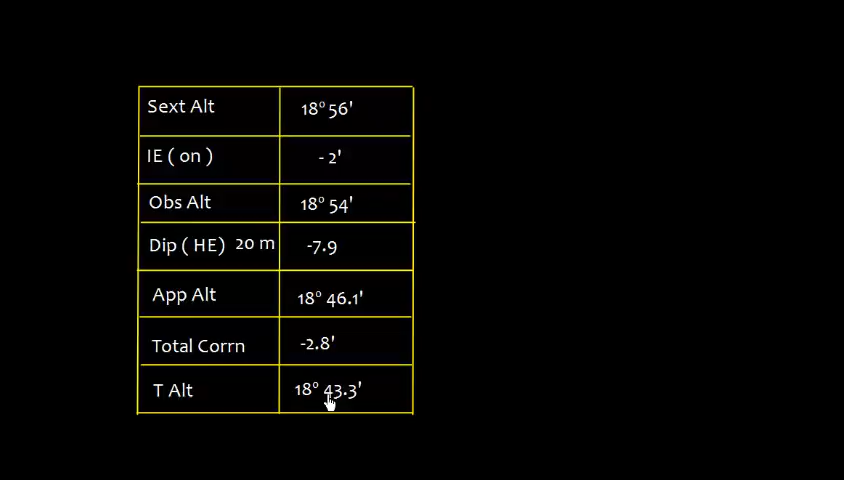 Sext Alt 18° 56'
IE ( on ) - 2'
Obs Alt 18° 54'
Dip ( HE) 20 m -7.9
App Alt 18° 46.1'
Total Corrn -2.8'
T Alt 18° 43.3'